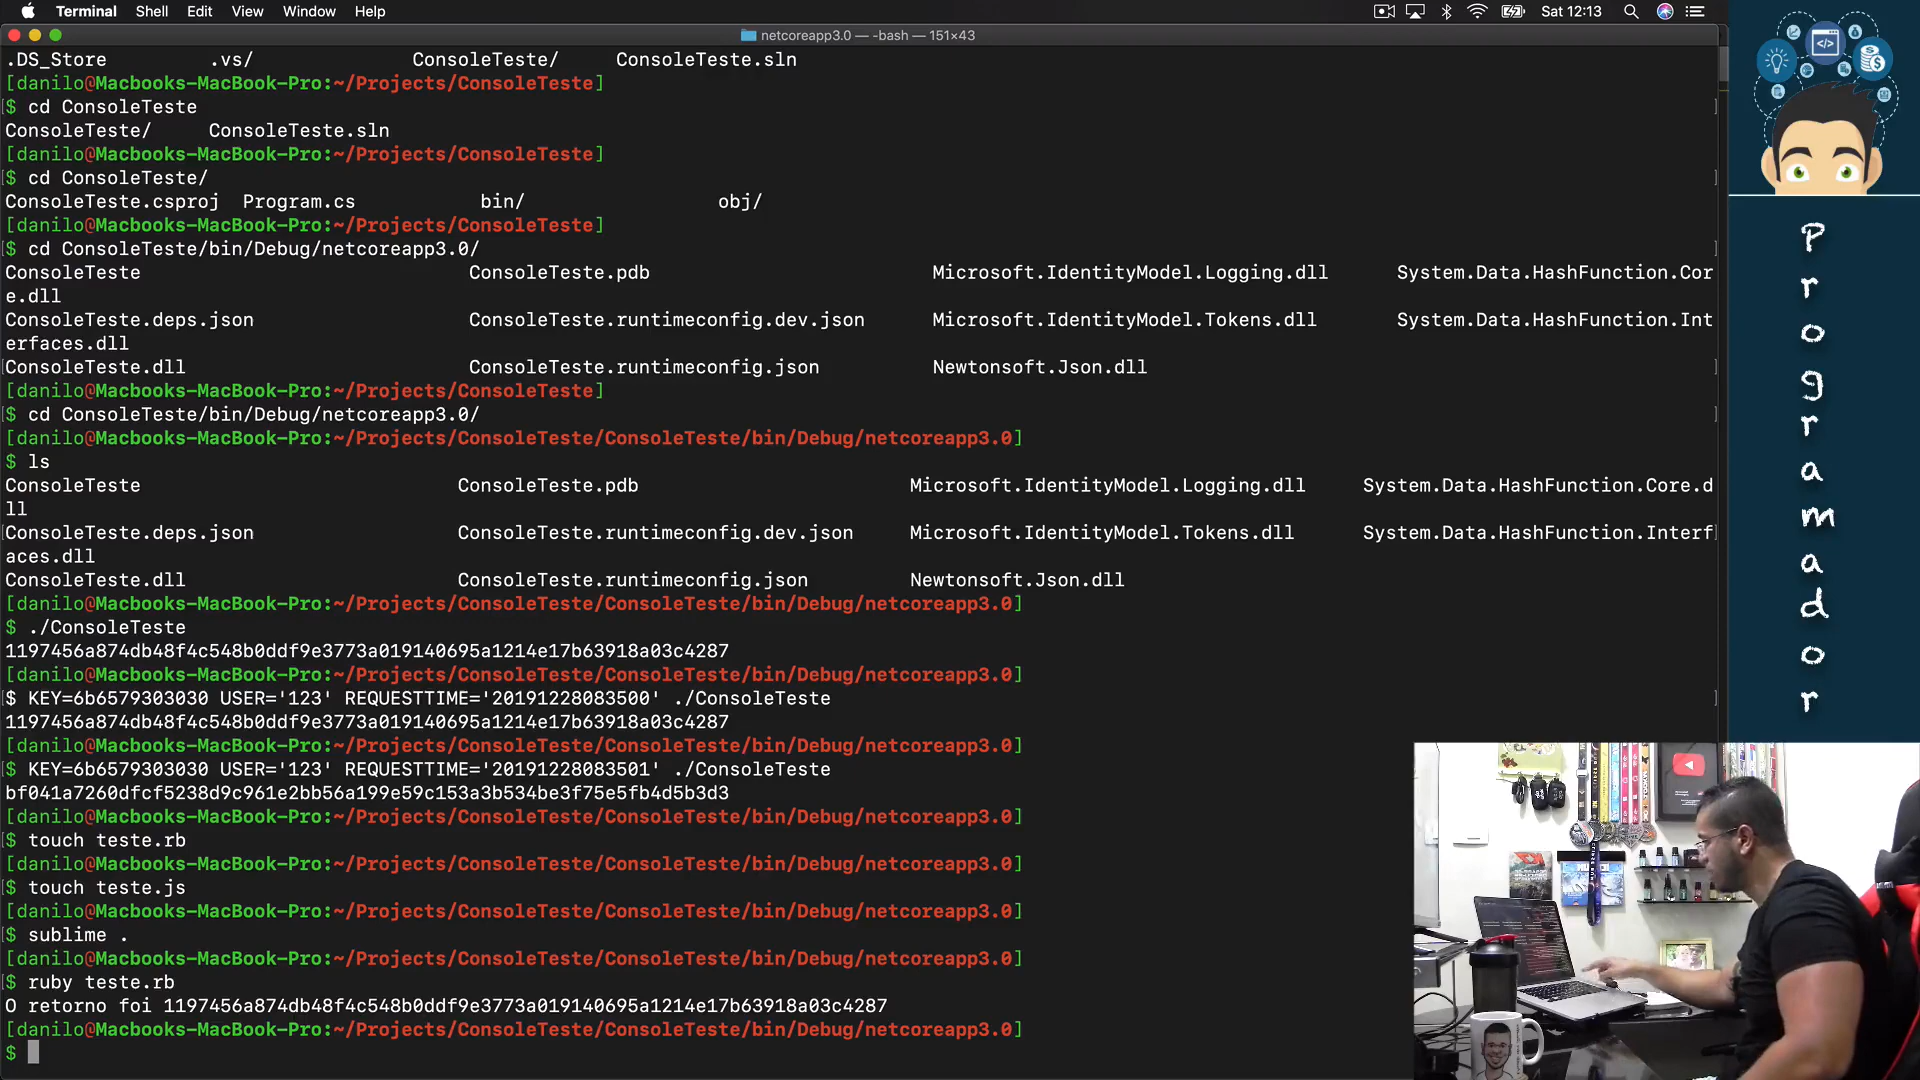 Terminal Shell Edit View Window Help Sat 12:13
netcoreapp3.0 — -bash — 151×43
.DS_Store .vs/ ConsoleTeste/ ConsoleTeste.sln
[danilo@Macbooks-MacBook-Pro:~/Projects/ConsoleTeste]
$ cd ConsoleTeste
ConsoleTeste/ ConsoleTeste.sln
[danilo@Macbooks-MacBook-Pro:~/Projects/ConsoleTeste]
$ cd ConsoleTeste/
ConsoleTeste.csproj Program.cs bin/ obj/
[danilo@Macbooks-MacBook-Pro:~/Projects/ConsoleTeste]
$ cd ConsoleTeste/bin/Debug/netcoreapp3.0/
ConsoleTeste ConsoleTeste.pdb Microsoft.IdentityModel.Logging.dll System.Data.HashFunction.Cor
e.dll
ConsoleTeste.deps.json ConsoleTeste.runtimeconfig.dev.json Microsoft.IdentityModel.Tokens.dll System.Data.HashFunction.Int
erfaces.dll
ConsoleTeste.dll ConsoleTeste.runtimeconfig.json Newtonsoft.Json.dll
[danilo@Macbooks-MacBook-Pro:~/Projects/ConsoleTeste]
$ cd ConsoleTeste/bin/Debug/netcoreapp3.0/
[danilo@Macbooks-MacBook-Pro:~/Projects/ConsoleTeste/ConsoleTeste/bin/Debug/netcoreapp3.0]
$ ls
ConsoleTeste ConsoleTeste.pdb Microsoft.IdentityModel.Logging.dll System.Data.HashFunction.Core.d
ll
ConsoleTeste.deps.json ConsoleTeste.runtimeconfig.dev.json Microsoft.IdentityModel.Tokens.dll System.Data.HashFunction.Interf
aces.dll
ConsoleTeste.dll ConsoleTeste.runtimeconfig.json Newtonsoft.Json.dll
[danilo@Macbooks-MacBook-Pro:~/Projects/ConsoleTeste/ConsoleTeste/bin/Debug/netcoreapp3.0]
$ ./ConsoleTeste
1197456a874db48f4c548b0ddf9e3773a019140695a1214e17b63918a03c4287
[danilo@Macbooks-MacBook-Pro:~/Projects/ConsoleTeste/ConsoleTeste/bin/Debug/netcoreapp3.0]
$ KEY=6b6579303030 USER='123' REQUESTTIME='20191228083500' ./ConsoleTeste
1197456a874db48f4c548b0ddf9e3773a019140695a1214e17b63918a03c4287
[danilo@Macbooks-MacBook-Pro:~/Projects/ConsoleTeste/ConsoleTeste/bin/Debug/netcoreapp3.0]
$ KEY=6b6579303030 USER='123' REQUESTTIME='20191228083501' ./ConsoleTeste
bf041a7260dfcf5238d9c961e2bb56a199e59c153a3b534be3f75e5fb4d5b3d3
[danilo@Macbooks-MacBook-Pro:~/Projects/ConsoleTeste/ConsoleTeste/bin/Debug/netcoreapp3.0]
$ touch teste.rb
[danilo@Macbooks-MacBook-Pro:~/Projects/ConsoleTeste/ConsoleTeste/bin/Debug/netcoreapp3.0]
$ touch teste.js
[danilo@Macbooks-MacBook-Pro:~/Projects/ConsoleTeste/ConsoleTeste/bin/Debug/netcoreapp3.0]
$ sublime .
[danilo@Macbooks-MacBook-Pro:~/Projects/ConsoleTeste/ConsoleTeste/bin/Debug/netcoreapp3.0]
$ ruby teste.rb
O retorno foi 1197456a874db48f4c548b0ddf9e3773a019140695a1214e17b63918a03c4287
[danilo@Macbooks-MacBook-Pro:~/Projects/ConsoleTeste/ConsoleTeste/bin/Debug/netcoreapp3.0]
$
</>
Programador